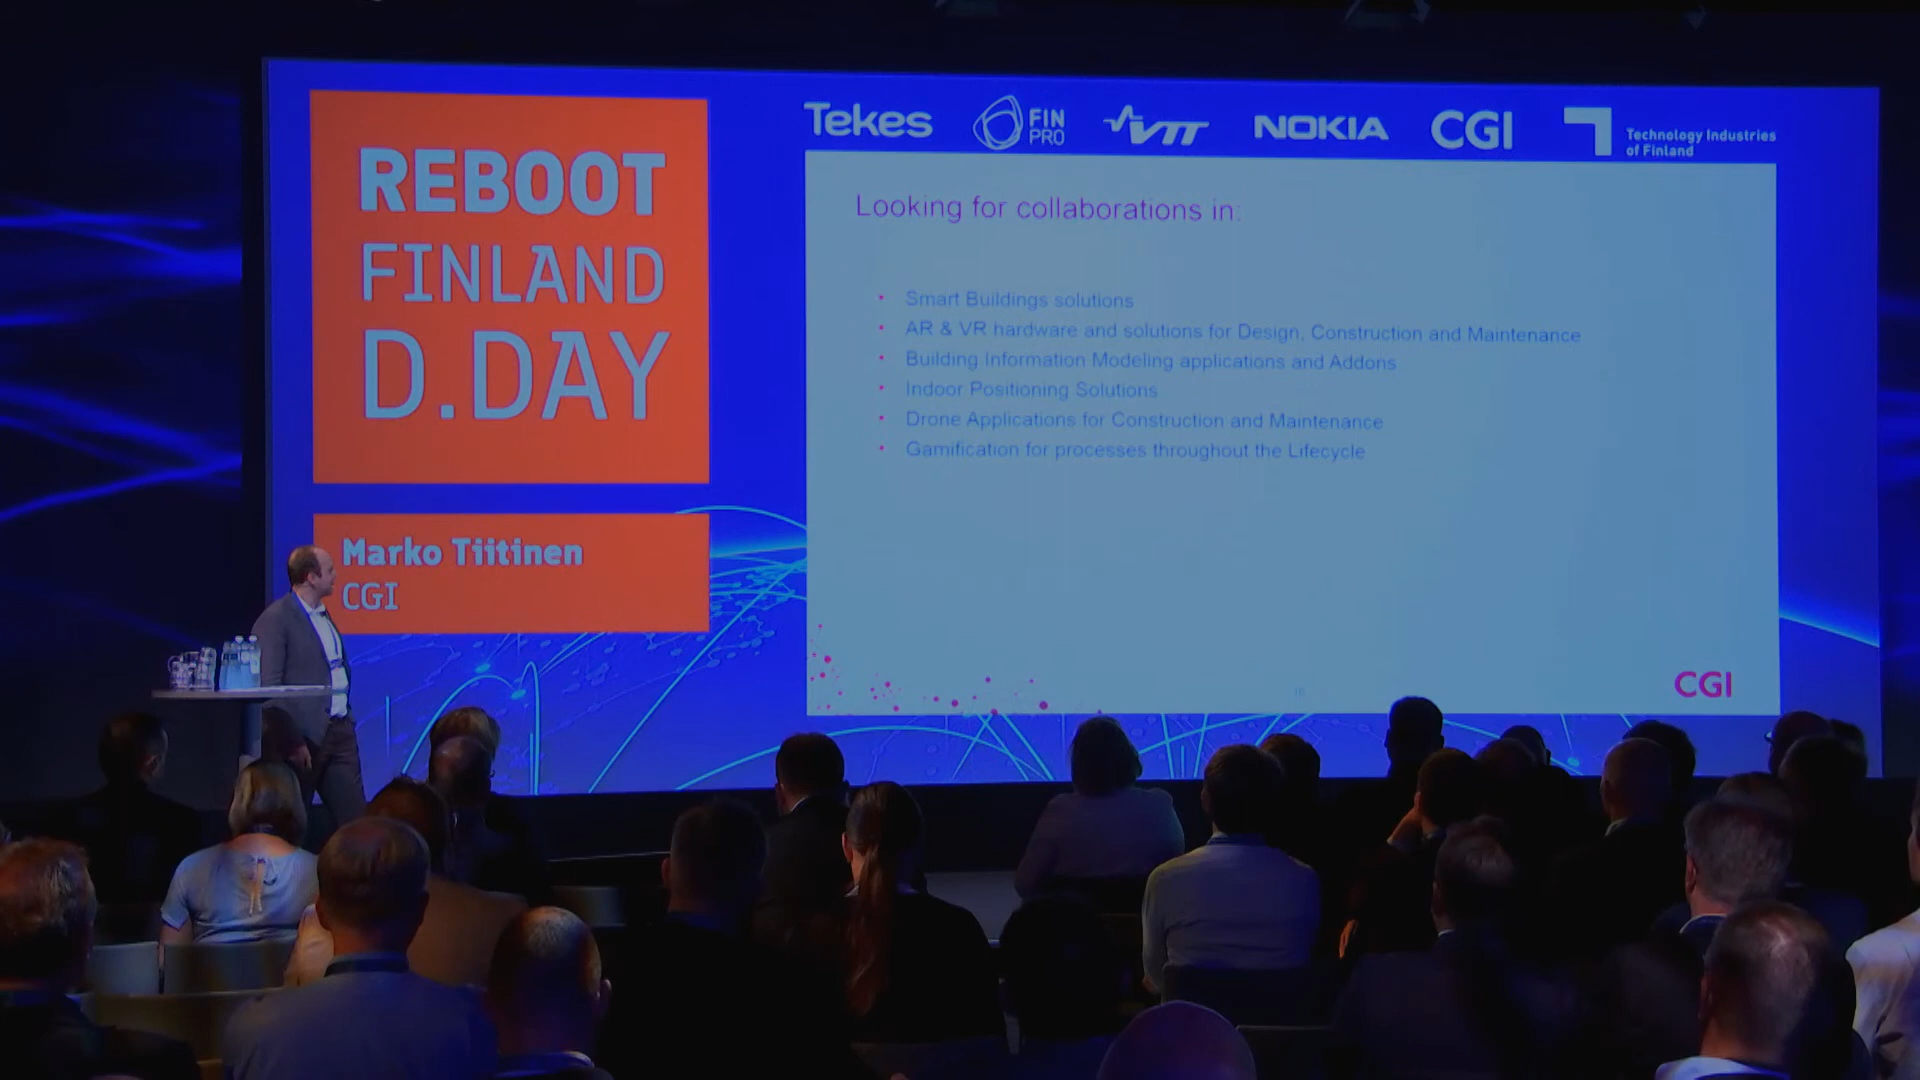 REBOOT
FINLAND
D.DAY
Marko Tiitinen
CGI
Tekes
FIN
PRO
VTT
NOKIA
CGI
Technology Industries
of Finland
Looking for collaborations in:
• Smart Buildings solutions
• AR & VR hardware and solutions for Design, Construction and Maintenance
• Building Information Modeling applications and Addons
• Indoor Positioning Solutions
• Drone Applications for Construction and Maintenance
• Gamification for processes throughout the Lifecycle
CGI